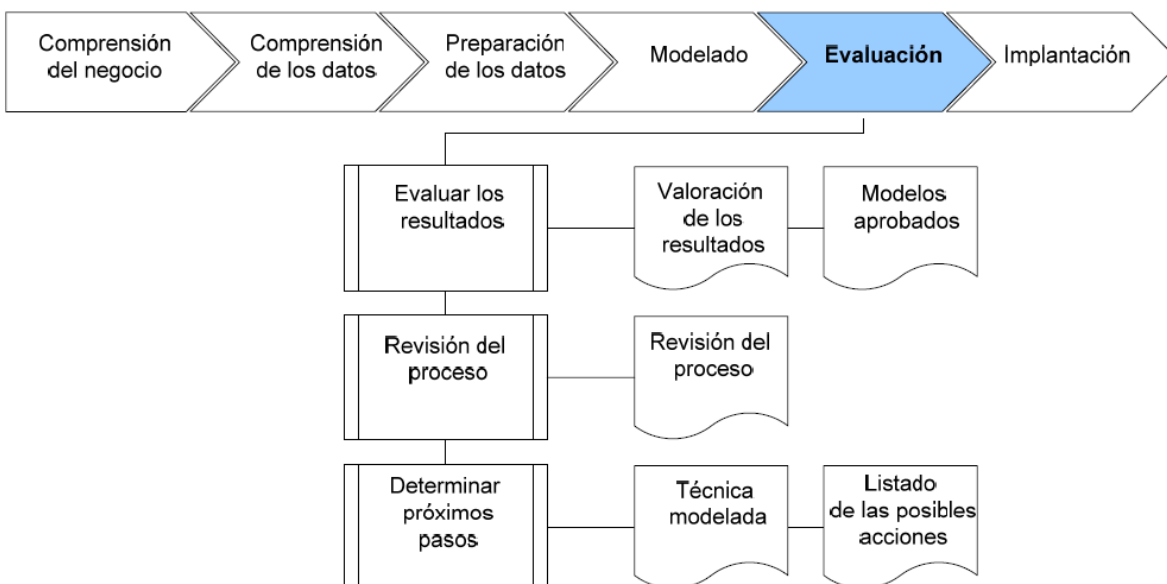 Comprensión
del negocio
Comprensión
de los datos
Preparación
de los datos
Modelado
Evaluación
Implantación
Evaluar los
resultados
Valoración
de los
resultados
Modelos
aprobados
Revisión del
proceso
Revisión del
proceso
Determinar
próximos
pasos
Técnica
modelada
Listado
de las posibles
acciones